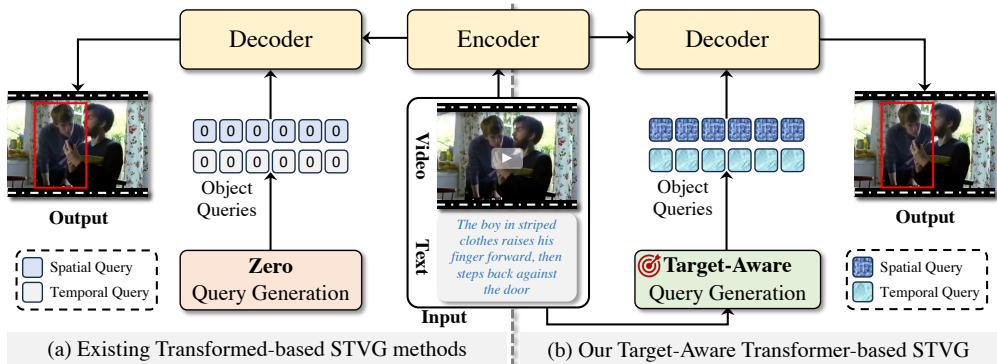 Decoder
Encoder
Decoder
0 0 0 0 0 0
0 0 0 0 0 0
Object
Queries
Output
Spatial Query
Temporal Query
Zero
Query Generation
Video
Text
The boy in striped
clothes raises his
finger forward, then
steps back against
the door
Input
Object
Queries
Output
Target-Aware
Query Generation
Spatial Query
Temporal Query
(a) Existing Transformed-based STVG methods
(b) Our Target-Aware Transformer-based STVG